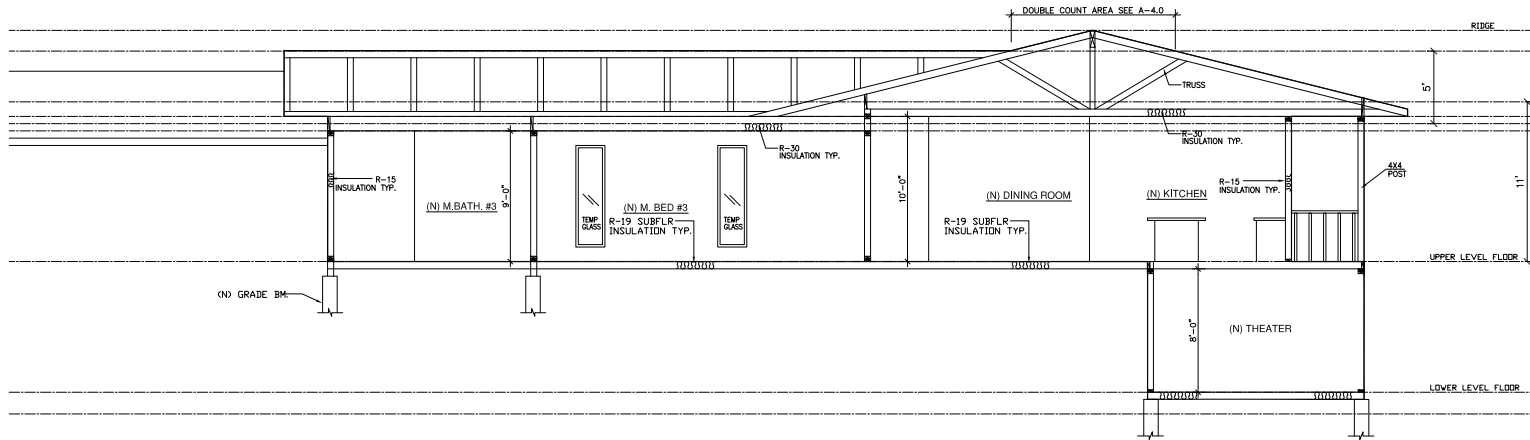 DOUBLE COUNT AREA SEE A-4.0
RIDGE
TRUSS
5'
R-30
INSULATION TYP.
R-30
INSULATION TYP.
R-15
INSULATION TYP.
(N) M.BATH. #3
9'-0"
(N) M. BED #3
TEMP
GLASS
TEMP
GLASS
R-19 SUBFLR
INSULATION TYP.
10'-0"
(N) DINING ROOM
R-19 SUBFLR
INSULATION TYP.
(N) KITCHEN
R-15
INSULATION TYP.
4X4
POST
11'
UPPER LEVEL FLOOR
(N) GRADE BM.
8'-0"
(N) THEATER
LOWER LEVEL FLOOR